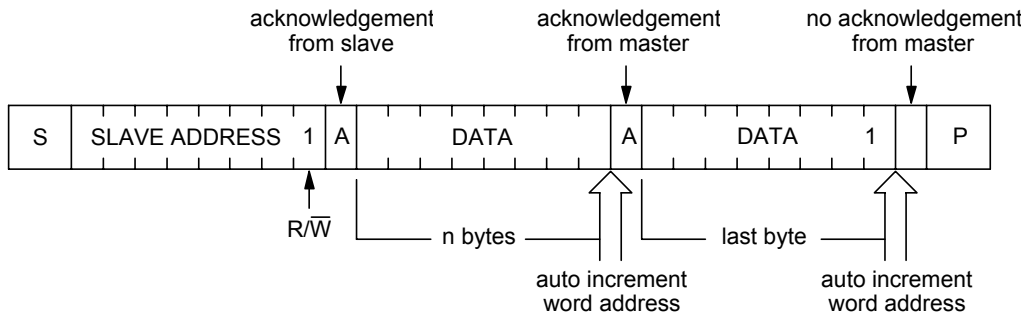 acknowledgement
from slave
acknowledgement
from master
no acknowledgement
from master
S SLAVE ADDRESS 1 A DATA A DATA 1 P
R/W̅
n bytes
last byte
auto increment
word address
auto increment
word address